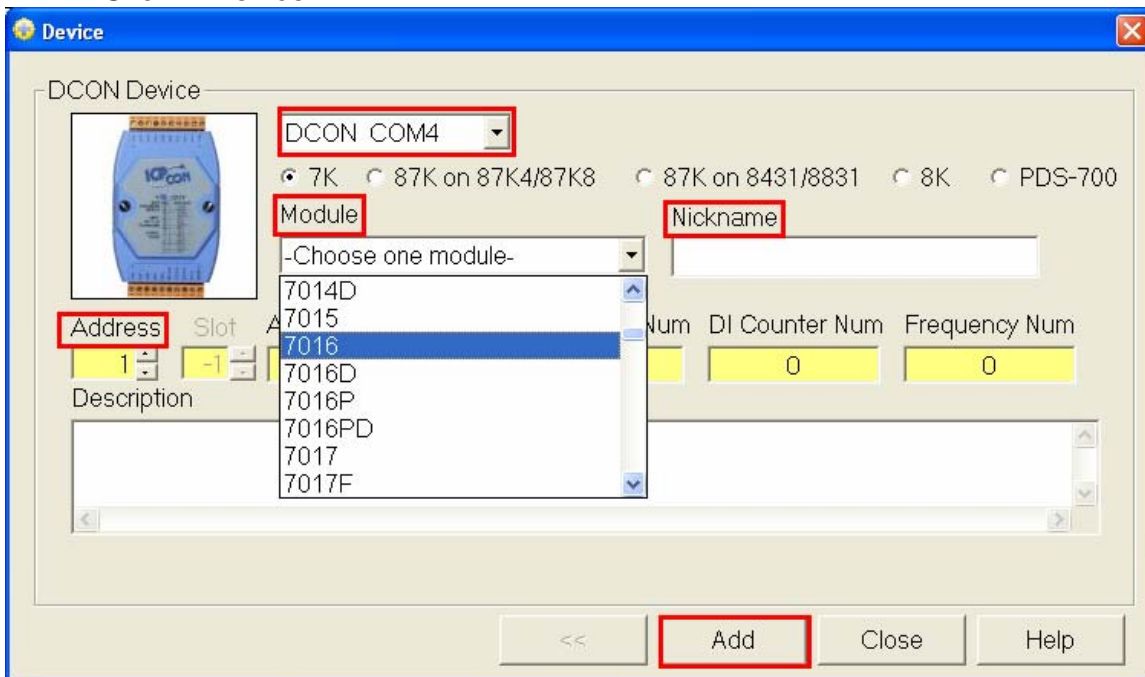 Device
DCON Device
ICPCON
DCON COM4
7K 87K on 87K4/87K8 87K on 8431/8831 8K PDS-700
Module Nickname
-Choose one module-
7014D
7015
7016
7016D
7016P
7016PD
7017
7017F
Address Slot A Num DI Counter Num Frequency Num
1 -1 0 0
Description
<< Add Close Help